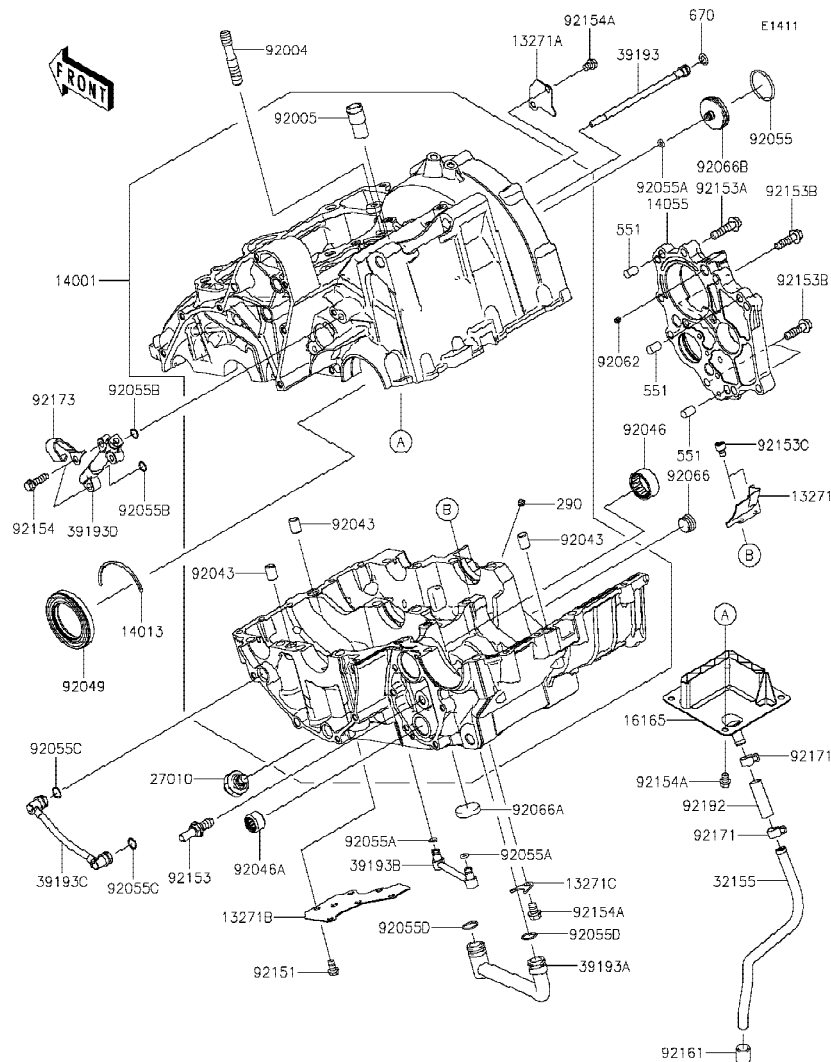 92154A
670
E1411
13271A
39193
92004
FRONT
92005
92055
92066B
92055A
92153A
92153B
14055
551
92153B
14001
92062
551
92055B
92173
A
92046
551
92153C
92066
B
290
13271
92154
39193D
92055B
92043
92043
B
92043
A
14013
92049
16165
92055C
92171
27010
92154A
92066A
92192
92055A
92171
92055A
39193B
39193C
92055C
92153
92046A
13271C
32155
13271B
92154A
92055D
92055D
92151
39193A
92161